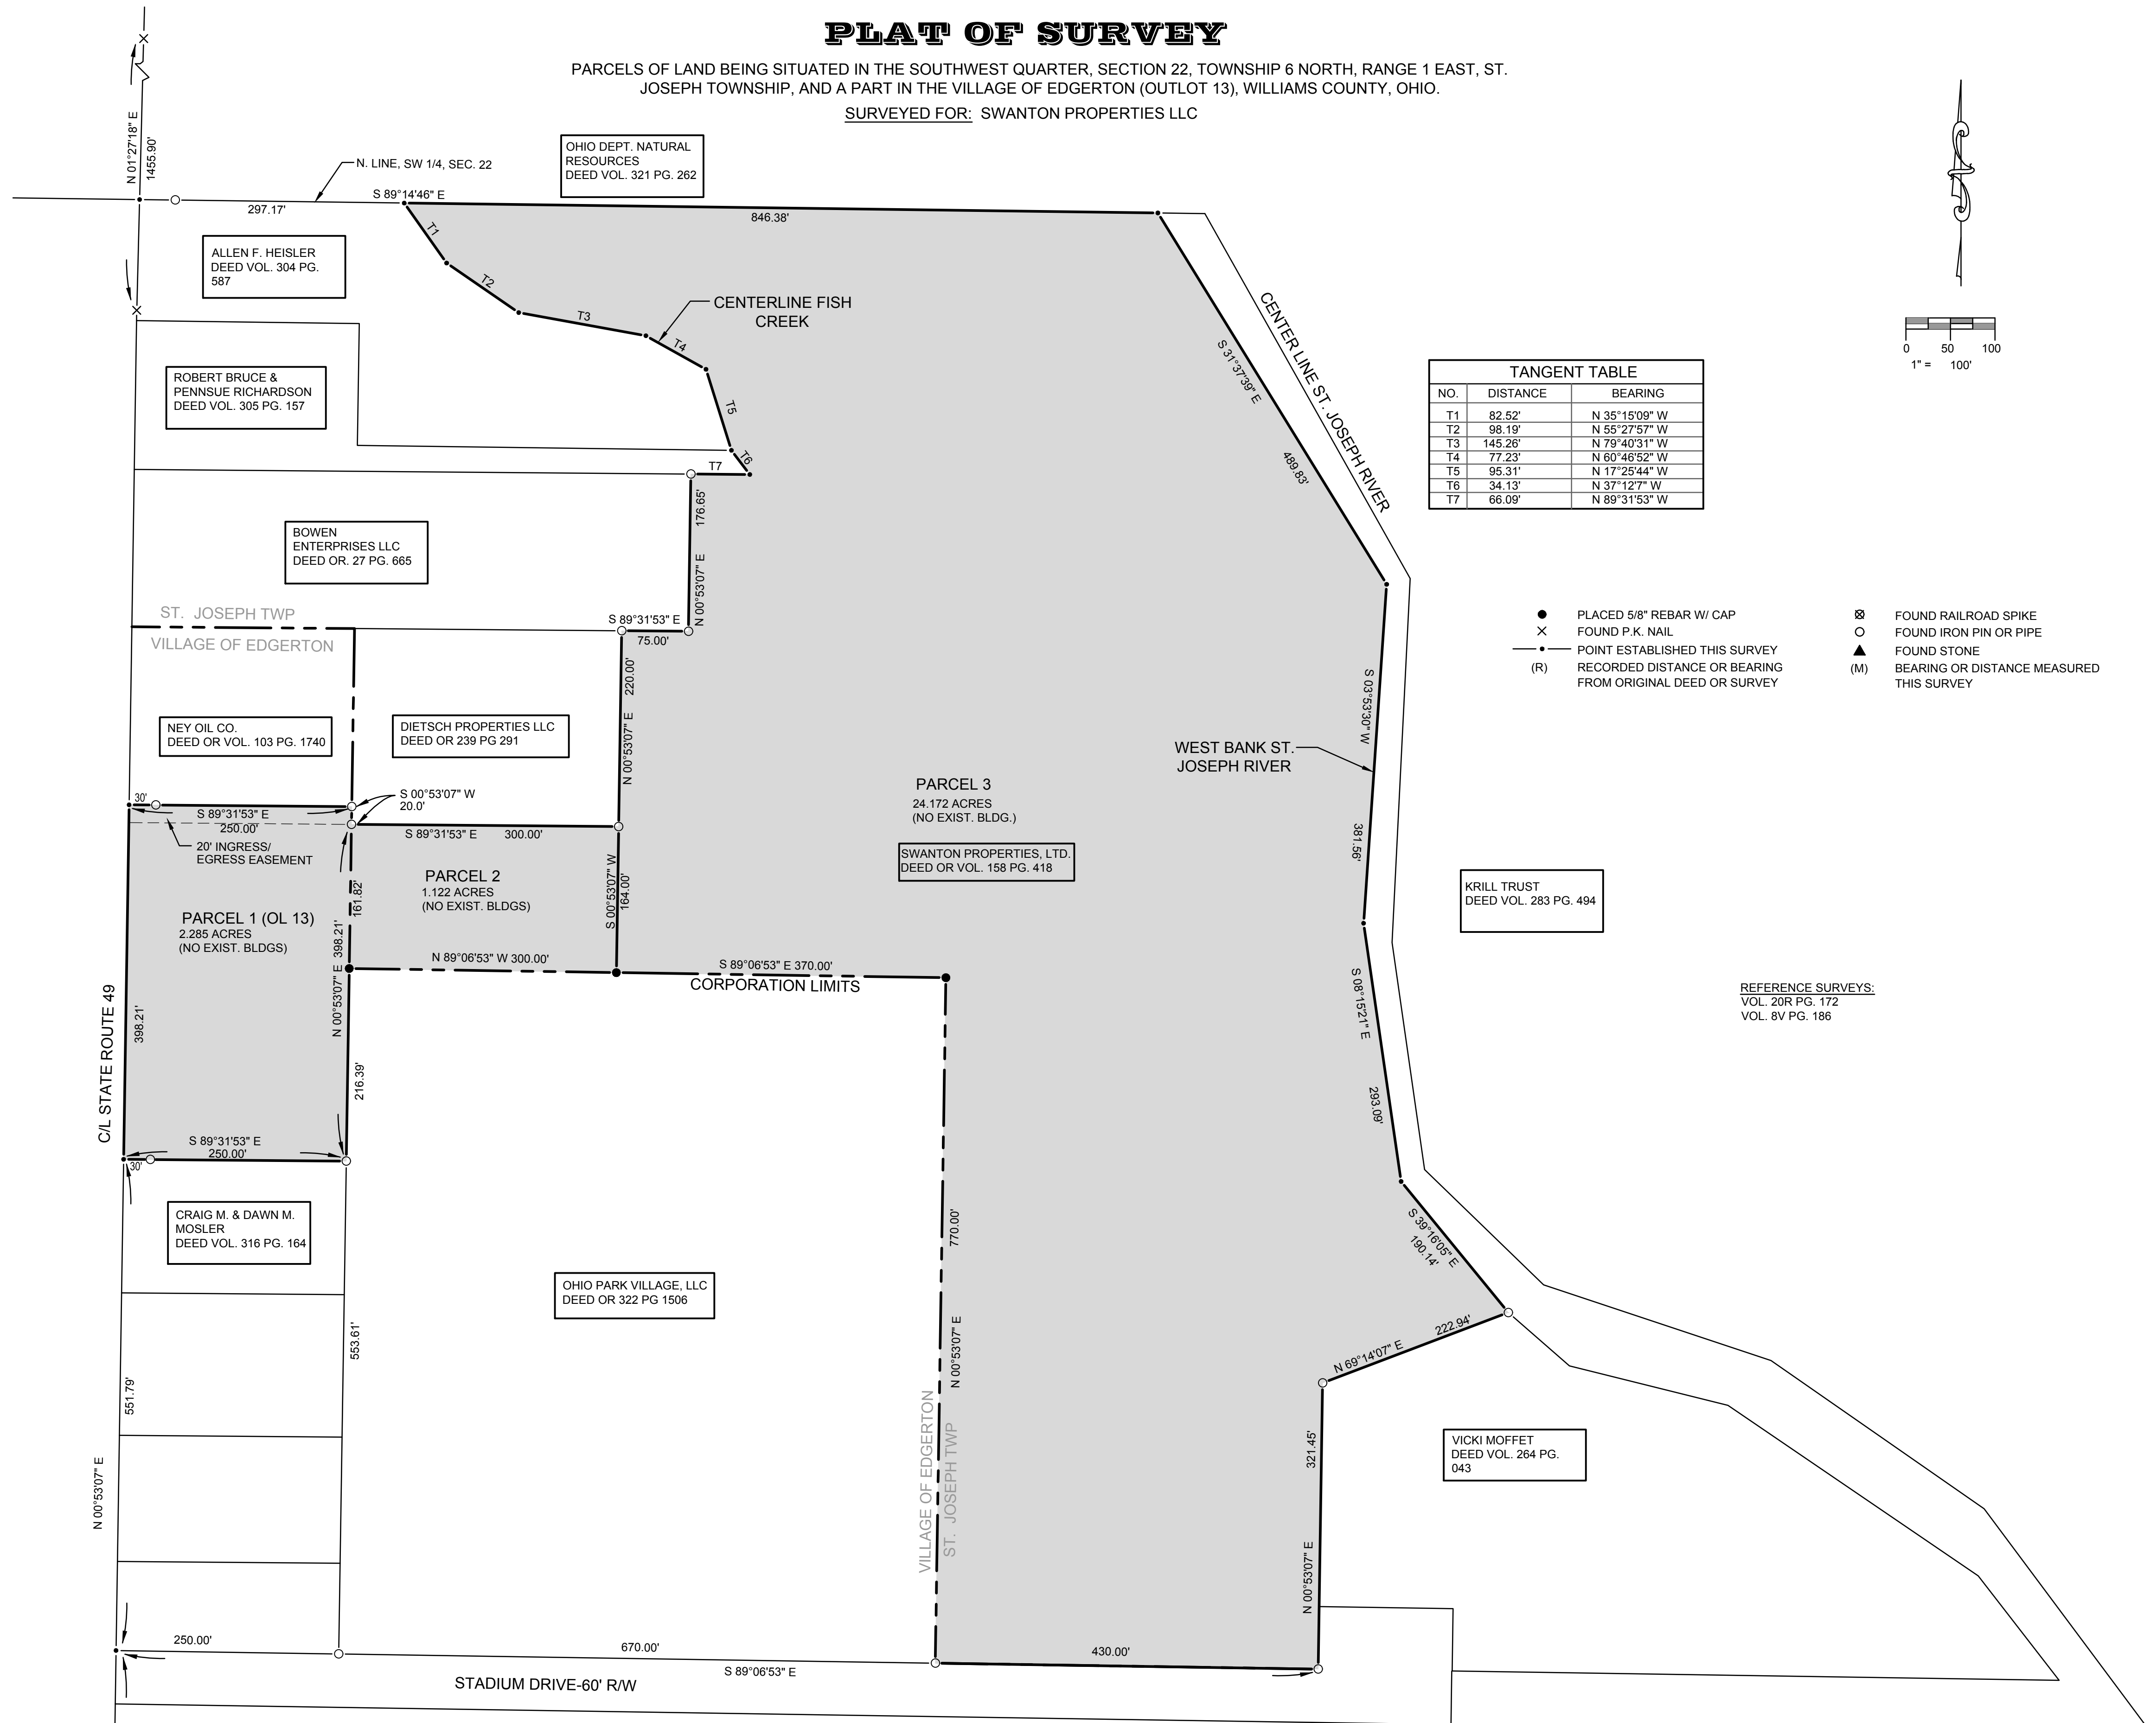 PLAT OF SURVEY
PARCELS OF LAND BEING SITUATED IN THE SOUTHWEST QUARTER, SECTION 22, TOWNSHIP 6 NORTH, RANGE 1 EAST, ST.
JOSEPH TOWNSHIP, AND A PART IN THE VILLAGE OF EDGERTON (OUTLOT 13), WILLIAMS COUNTY, OHIO.
SURVEYED FOR: SWANTON PROPERTIES LLC
N 01°27'18" E
1455.90'
N. LINE, SW 1/4, SEC. 22
OHIO DEPT. NATURAL
RESOURCES
DEED VOL. 321 PG. 262
S 89°14'46" E
297.17'
846.38'
ALLEN F. HEISLER
DEED VOL. 304 PG.
587
T1
T2
T3
T4
T5
T6
T7
CENTERLINE FISH
CREEK
CENTER LINE ST. JOSEPH RIVER
S 31°37'39" E
489.83'
0 50 100
1" = 100'
ROBERT BRUCE &
PENNSUE RICHARDSON
DEED VOL. 305 PG. 157
TANGENT TABLE
NO. DISTANCE BEARING
T1 82.52' N 35°15'09" W
T2 98.19' N 55°27'57" W
T3 145.26' N 79°40'31" W
T4 77.23' N 60°46'52" W
T5 95.31' N 17°25'44" W
T6 34.13' N 37°12'7" W
T7 66.09' N 89°31'53" W
176.65'
N 00°53'07" E
BOWEN
ENTERPRISES LLC
DEED OR. 27 PG. 665
ST. JOSEPH TWP
VILLAGE OF EDGERTON
S 89°31'53" E
75.00'
PLACED 5/8" REBAR W/ CAP
FOUND P.K. NAIL
POINT ESTABLISHED THIS SURVEY
(R) RECORDED DISTANCE OR BEARING
FROM ORIGINAL DEED OR SURVEY
FOUND RAILROAD SPIKE
FOUND IRON PIN OR PIPE
FOUND STONE
(M) BEARING OR DISTANCE MEASURED
THIS SURVEY
220.00'
N 00°53'07" E
NEY OIL CO.
DEED OR VOL. 103 PG. 1740
DIETSCH PROPERTIES LLC
DEED OR 239 PG 291
S 03°53'30" W
381.56'
WEST BANK ST.
JOSEPH RIVER
PARCEL 3
24.172 ACRES
(NO EXIST. BLDG.)
SWANTON PROPERTIES, LTD.
DEED OR VOL. 158 PG. 418
30'
S 89°31'53" E
250.00'
S 00°53'07" W
20.0'
20' INGRESS/
EGRESS EASEMENT
S 89°31'53" E 300.00'
PARCEL 2
1.122 ACRES
(NO EXIST. BLDGS)
S 00°53'07" W
164.00'
161.82'
PARCEL 1 (OL 13)
2.285 ACRES
(NO EXIST. BLDGS)
KRILL TRUST
DEED VOL. 283 PG. 494
N 00°53'07" E 398.21'
N 89°06'53" W 300.00'
S 89°06'53" E 370.00'
CORPORATION LIMITS
S 08°15'21" E
293.09'
REFERENCE SURVEYS:
VOL. 20R PG. 172
VOL. 8V PG. 186
C/L STATE ROUTE 49
398.21'
216.39'
S 89°31'53" E
250.00'
30'
CRAIG M. & DAWN M.
MOSLER
DEED VOL. 316 PG. 164
770.00'
N 00°53'07" E
S 39°16'05" E
190.14'
OHIO PARK VILLAGE, LLC
DEED OR 322 PG 1506
553.61'
551.79'
N 00°53'07" E
N 69°14'07" E
222.94'
VILLAGE OF EDGERTON
ST. JOSEPH TWP
321.45'
N 00°53'07" E
VICKI MOFFET
DEED VOL. 264 PG.
043
250.00'
670.00'
S 89°06'53" E
430.00'
STADIUM DRIVE-60' R/W